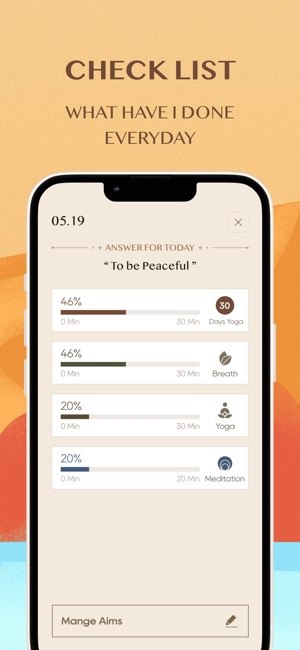 CHECK LIST
WHAT HAVE I DONE
EVERYDAY
05.19
ANSWER FOR TODAY
“ To be Peaceful ”
46%
0 Min 30 Min
30
Days Yoga
46%
0 Min 30 Min
Breath
20%
0 Min 30 Min
Yoga
20%
0 Min 20 Min
Meditation
Mange Aims